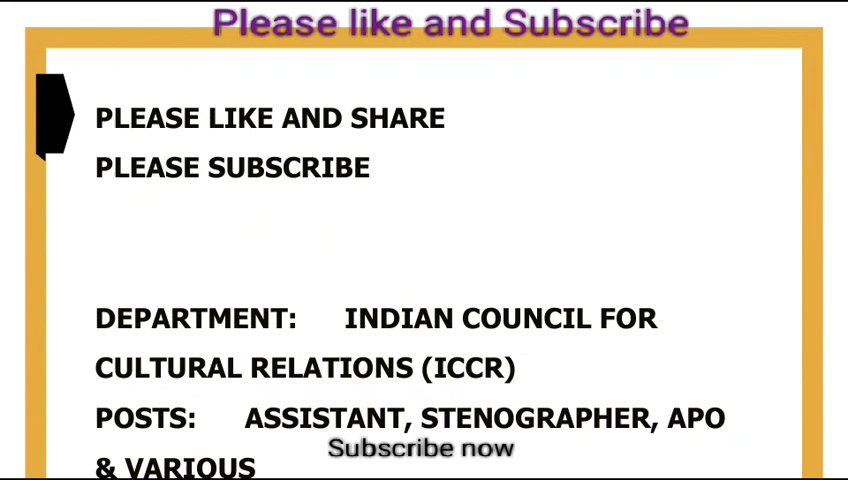 Please like and Subscribe
PLEASE LIKE AND SHARE
PLEASE SUBSCRIBE
DEPARTMENT: INDIAN COUNCIL FOR
CULTURAL RELATIONS (ICCR)
POSTS: ASSISTANT, STENOGRAPHER, APO
Subscribe now
& VARIOUS